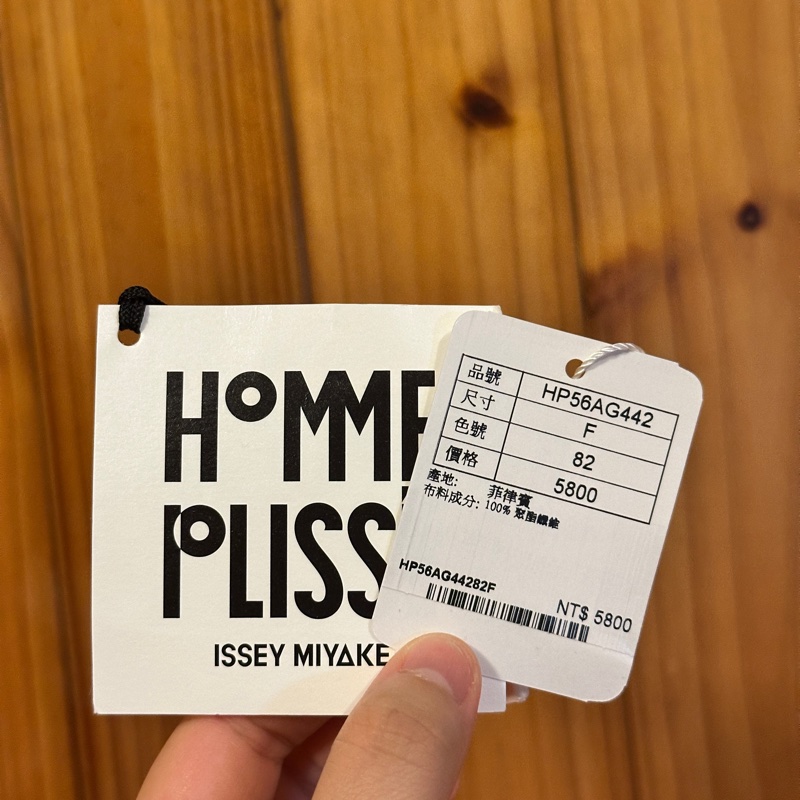 HOMME
PLISS
ISSEY MIYAKE
品號 HP56AG442
尺寸 F
色號 82
價格 5800
產地: 菲律賓
布料成分: 100% 聚脂纖維
HP56AG44282F
NT$ 5800